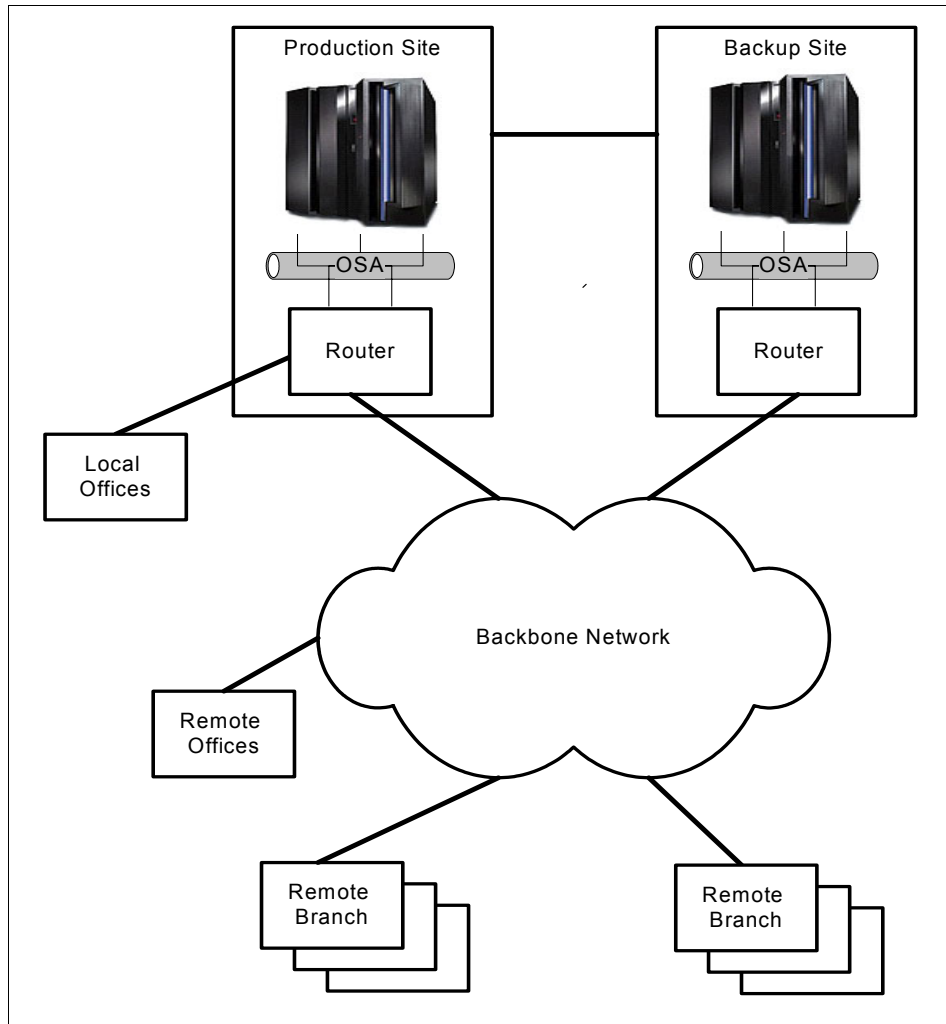 Production Site
Backup Site
OSA
OSA
Router
Router
Local
Offices
Backbone Network
Remote
Offices
Remote
Branch
Remote
Branch